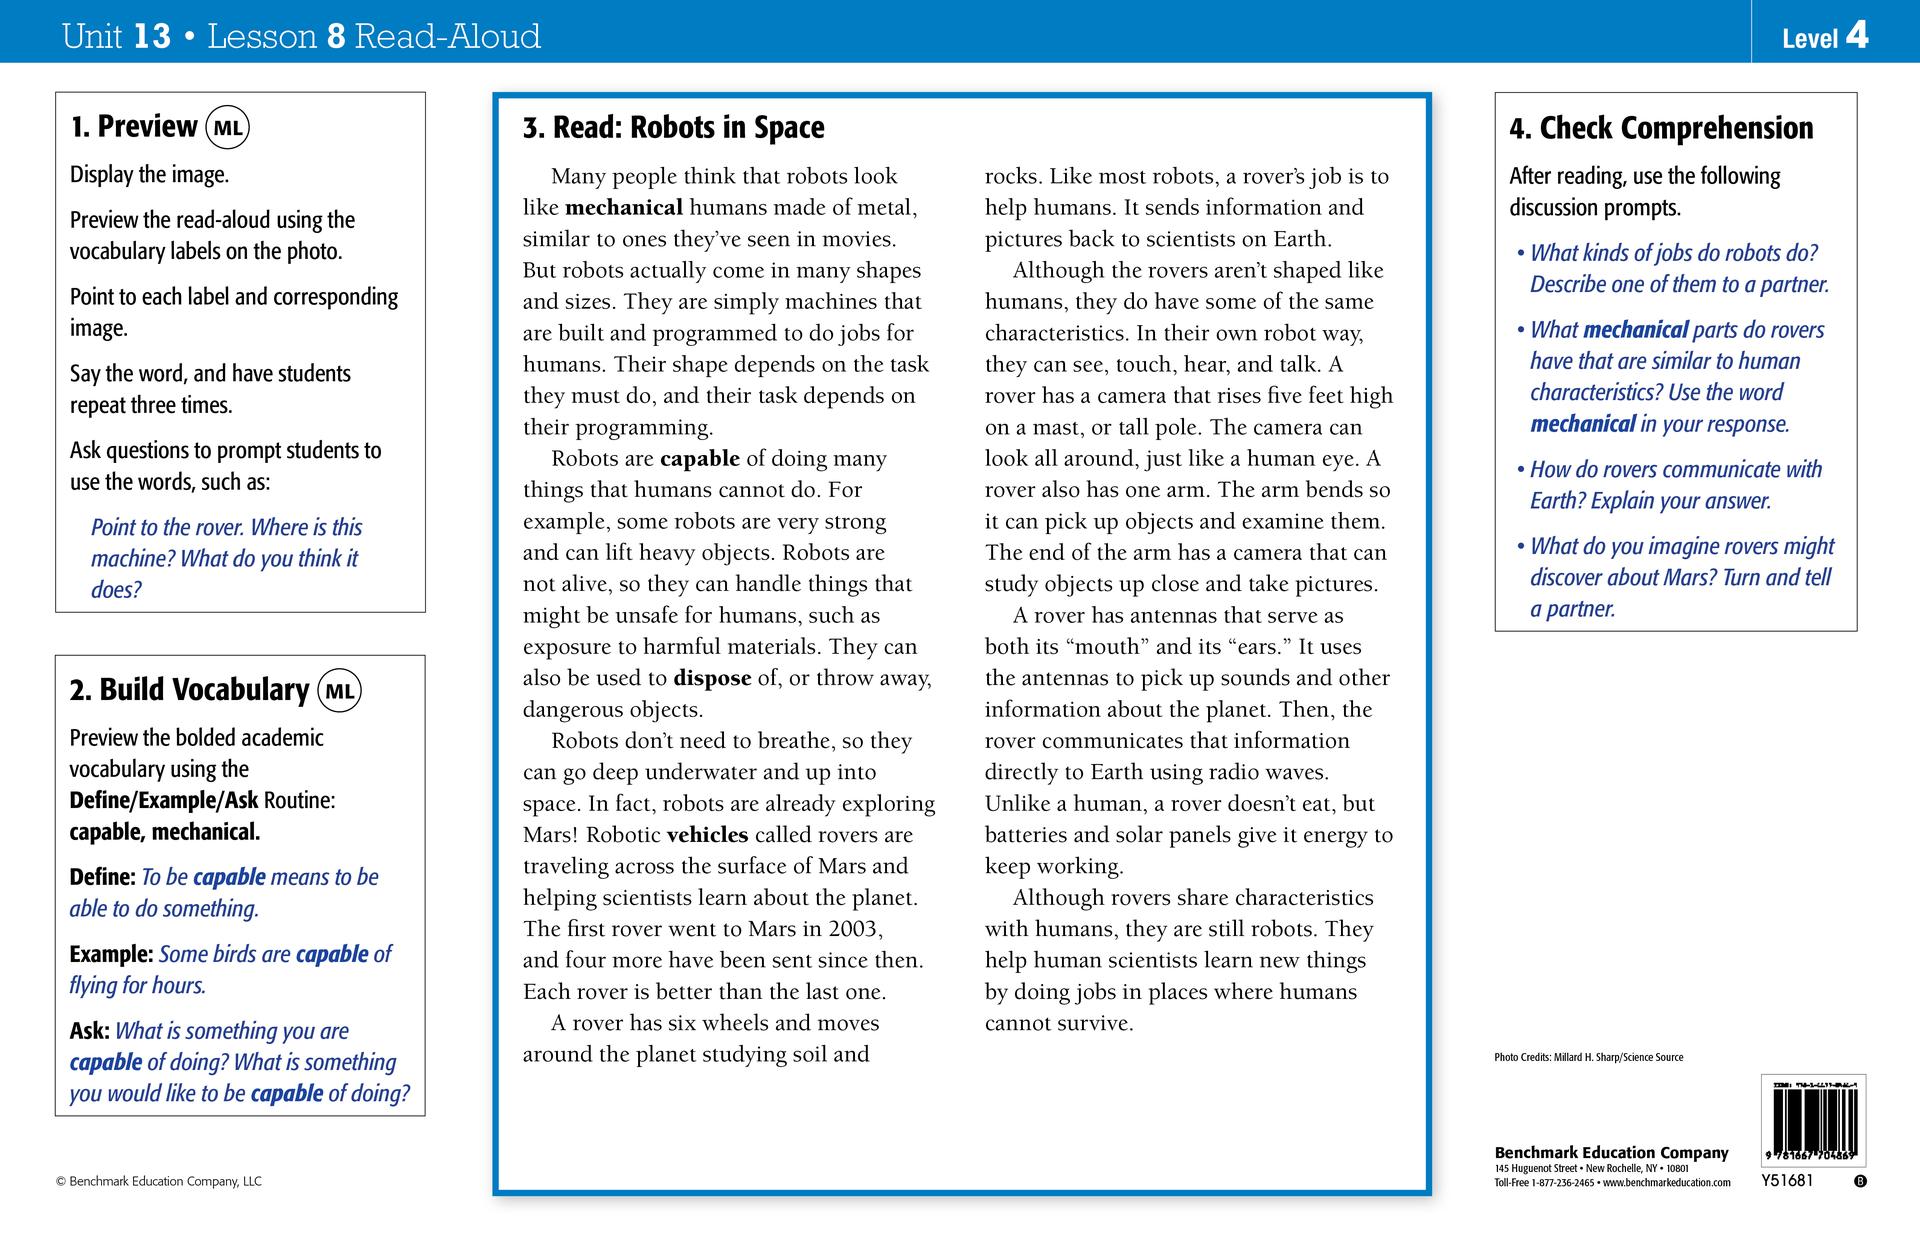 Unit 13 • Lesson 8 Read-Aloud
Level 4
1. Preview ML
Display the image.
Preview the read-aloud using the
vocabulary labels on the photo.
Point to each label and corresponding
image.
Say the word, and have students
repeat three times.
Ask questions to prompt students to
use the words, such as:
Point to the rover. Where is this
machine? What do you think it
does?
2. Build Vocabulary ML
Preview the bolded academic
vocabulary using the
Define/Example/Ask Routine:
capable, mechanical.
Define: To be capable means to be
able to do something.
Example: Some birds are capable of
flying for hours.
Ask: What is something you are
capable of doing? What is something
you would like to be capable of doing?
© Benchmark Education Company, LLC
3. Read: Robots in Space
Many people think that robots look
like mechanical humans made of metal,
similar to ones they’ve seen in movies.
But robots actually come in many shapes
and sizes. They are simply machines that
are built and programmed to do jobs for
humans. Their shape depends on the task
they must do, and their task depends on
their programming.
Robots are capable of doing many
things that humans cannot do. For
example, some robots are very strong
and can lift heavy objects. Robots are
not alive, so they can handle things that
might be unsafe for humans, such as
exposure to harmful materials. They can
also be used to dispose of, or throw away,
dangerous objects.
Robots don’t need to breathe, so they
can go deep underwater and up into
space. In fact, robots are already exploring
Mars! Robotic vehicles called rovers are
traveling across the surface of Mars and
helping scientists learn about the planet.
The first rover went to Mars in 2003,
and four more have been sent since then.
Each rover is better than the last one.
A rover has six wheels and moves
around the planet studying soil and
rocks. Like most robots, a rover’s job is to
help humans. It sends information and
pictures back to scientists on Earth.
Although the rovers aren’t shaped like
humans, they do have some of the same
characteristics. In their own robot way,
they can see, touch, hear, and talk. A
rover has a camera that rises five feet high
on a mast, or tall pole. The camera can
look all around, just like a human eye. A
rover also has one arm. The arm bends so
it can pick up objects and examine them.
The end of the arm has a camera that can
study objects up close and take pictures.
A rover has antennas that serve as
both its “mouth” and its “ears.” It uses
the antennas to pick up sounds and other
information about the planet. Then, the
rover communicates that information
directly to Earth using radio waves.
Unlike a human, a rover doesn’t eat, but
batteries and solar panels give it energy to
keep working.
Although rovers share characteristics
with humans, they are still robots. They
help human scientists learn new things
by doing jobs in places where humans
cannot survive.
4. Check Comprehension
After reading, use the following
discussion prompts.
• What kinds of jobs do robots do?
Describe one of them to a partner.
• What mechanical parts do rovers
have that are similar to human
characteristics? Use the word
mechanical in your response.
• How do rovers communicate with
Earth? Explain your answer.
• What do you imagine rovers might
discover about Mars? Turn and tell
a partner.
Photo Credits: Millard H. Sharp/Science Source
Benchmark Education Company
145 Huguenot Street • New Rochelle, NY • 10801
Toll-Free 1-877-236-2465 • www.benchmarkeducation.com
9 781667 704869
Y51681
B